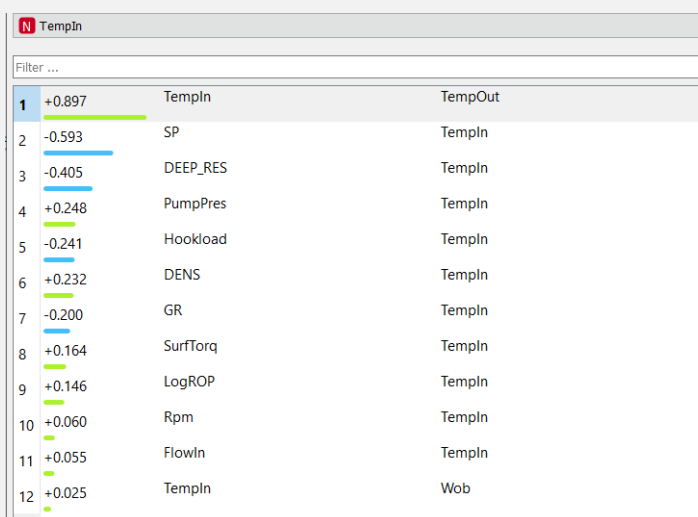 N TempIn
Filter ...
1 +0.897 TempIn TempOut
2 -0.593 SP TempIn
3 -0.405 DEEP_RES TempIn
4 +0.248 PumpPres TempIn
5 -0.241 Hookload TempIn
6 +0.232 DENS TempIn
7 -0.200 GR TempIn
8 +0.164 SurfTorq TempIn
9 +0.146 LogROP TempIn
10 +0.060 Rpm TempIn
11 +0.055 FlowIn TempIn
12 +0.025 TempIn Wob